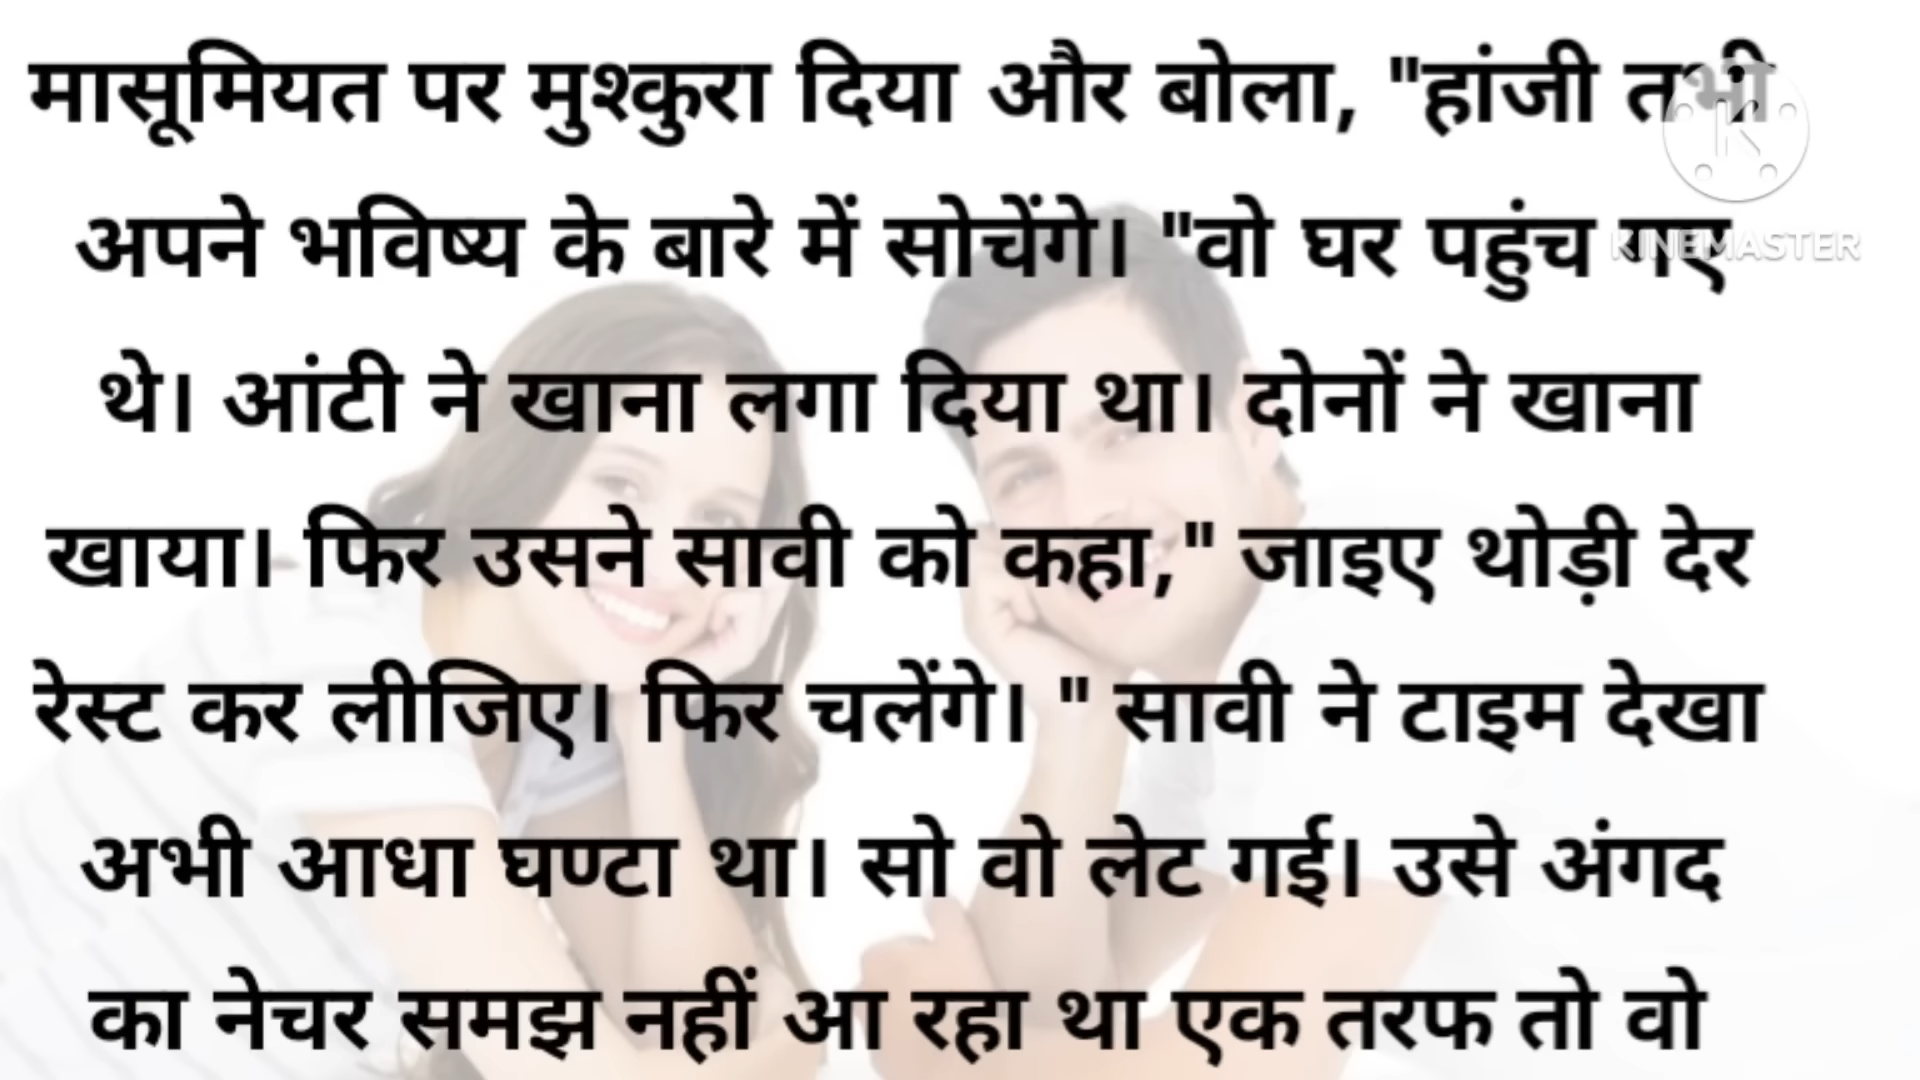 मासूमियत पर मुश्कुरा दिया और बोला, "हांजी तभी
अपने भविष्य के बारे में सोचेंगे। "वो घर पहुंच गए
KINEMASTER
थे। आंटी ने खाना लगा दिया था। दोनों ने खाना
खाया। फिर उसने सावी को कहा," जाइए थोड़ी देर
रेस्ट कर लीजिए। फिर चलेंगे। " सावी ने टाइम देखा
अभी आधा घण्टा था। सो वो लेट गई। उसे अंगद
का नेचर समझ नहीं आ रहा था एक तरफ तो वो